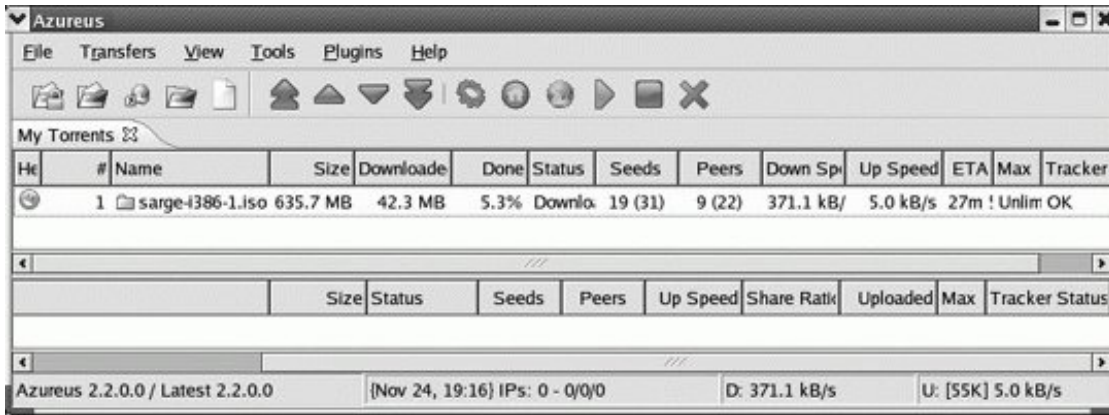 Azureus
File Transfers View Tools Plugins Help
My Torrents
He # Name Size Downloade Done Status Seeds Peers Down Spe Up Speed ETA Max Tracker
1 sarge-i386-1.iso 635.7 MB 42.3 MB 5.3% Downlo 19 (31) 9 (22) 371.1 kB/ 5.0 kB/s 27m Unlim OK
Size Status Seeds Peers Up Speed Share Ratio Uploaded Max Tracker Status
Azureus 2.2.0.0 / Latest 2.2.0.0 {Nov 24, 19:16} IPs: 0 - 0/0/0 D: 371.1 kB/s U: [55K] 5.0 kB/s